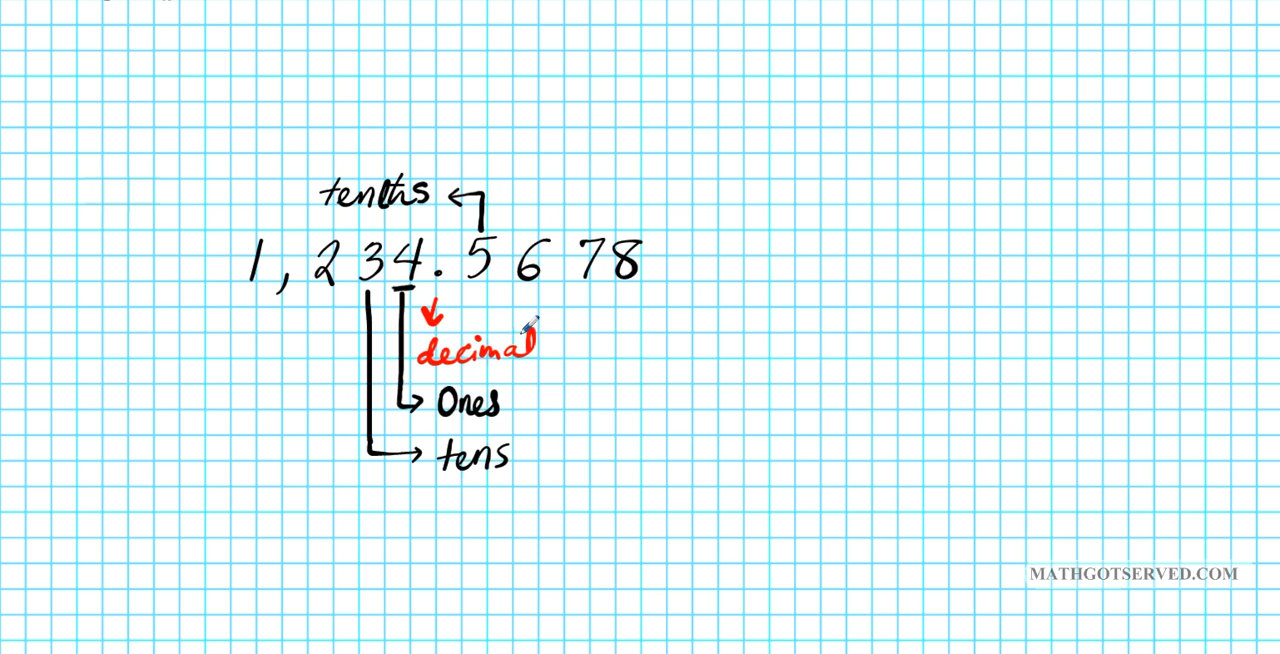 tenths
1,234.5678
decimal
Ones
tens
MATHGOTSERVED.COM